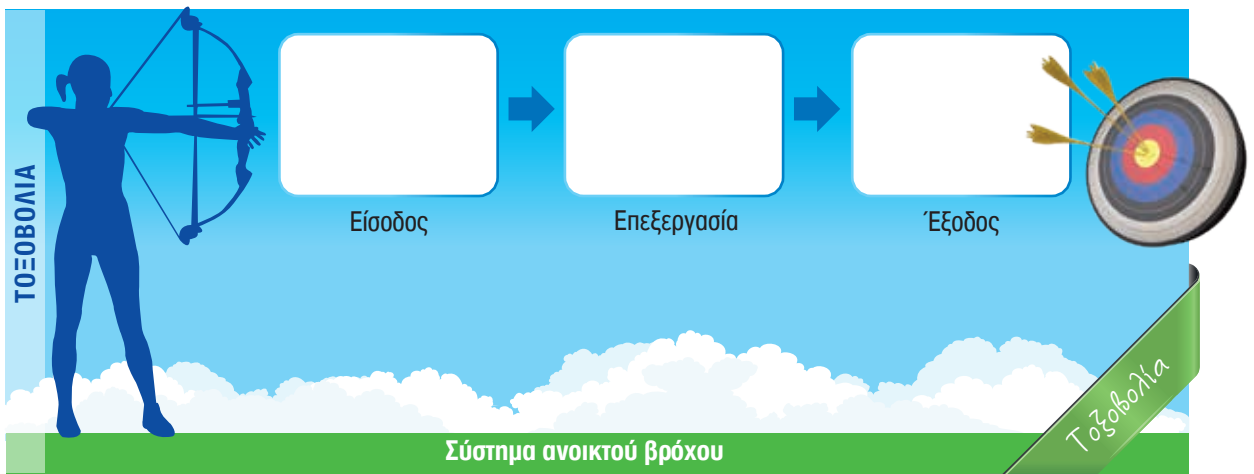 ΤΟΞΟΒΟΛΙΑ
Είσοδος
Επεξεργασία
Έξοδος
Τοξοβολία
Σύστημα ανοικτού βρόχου